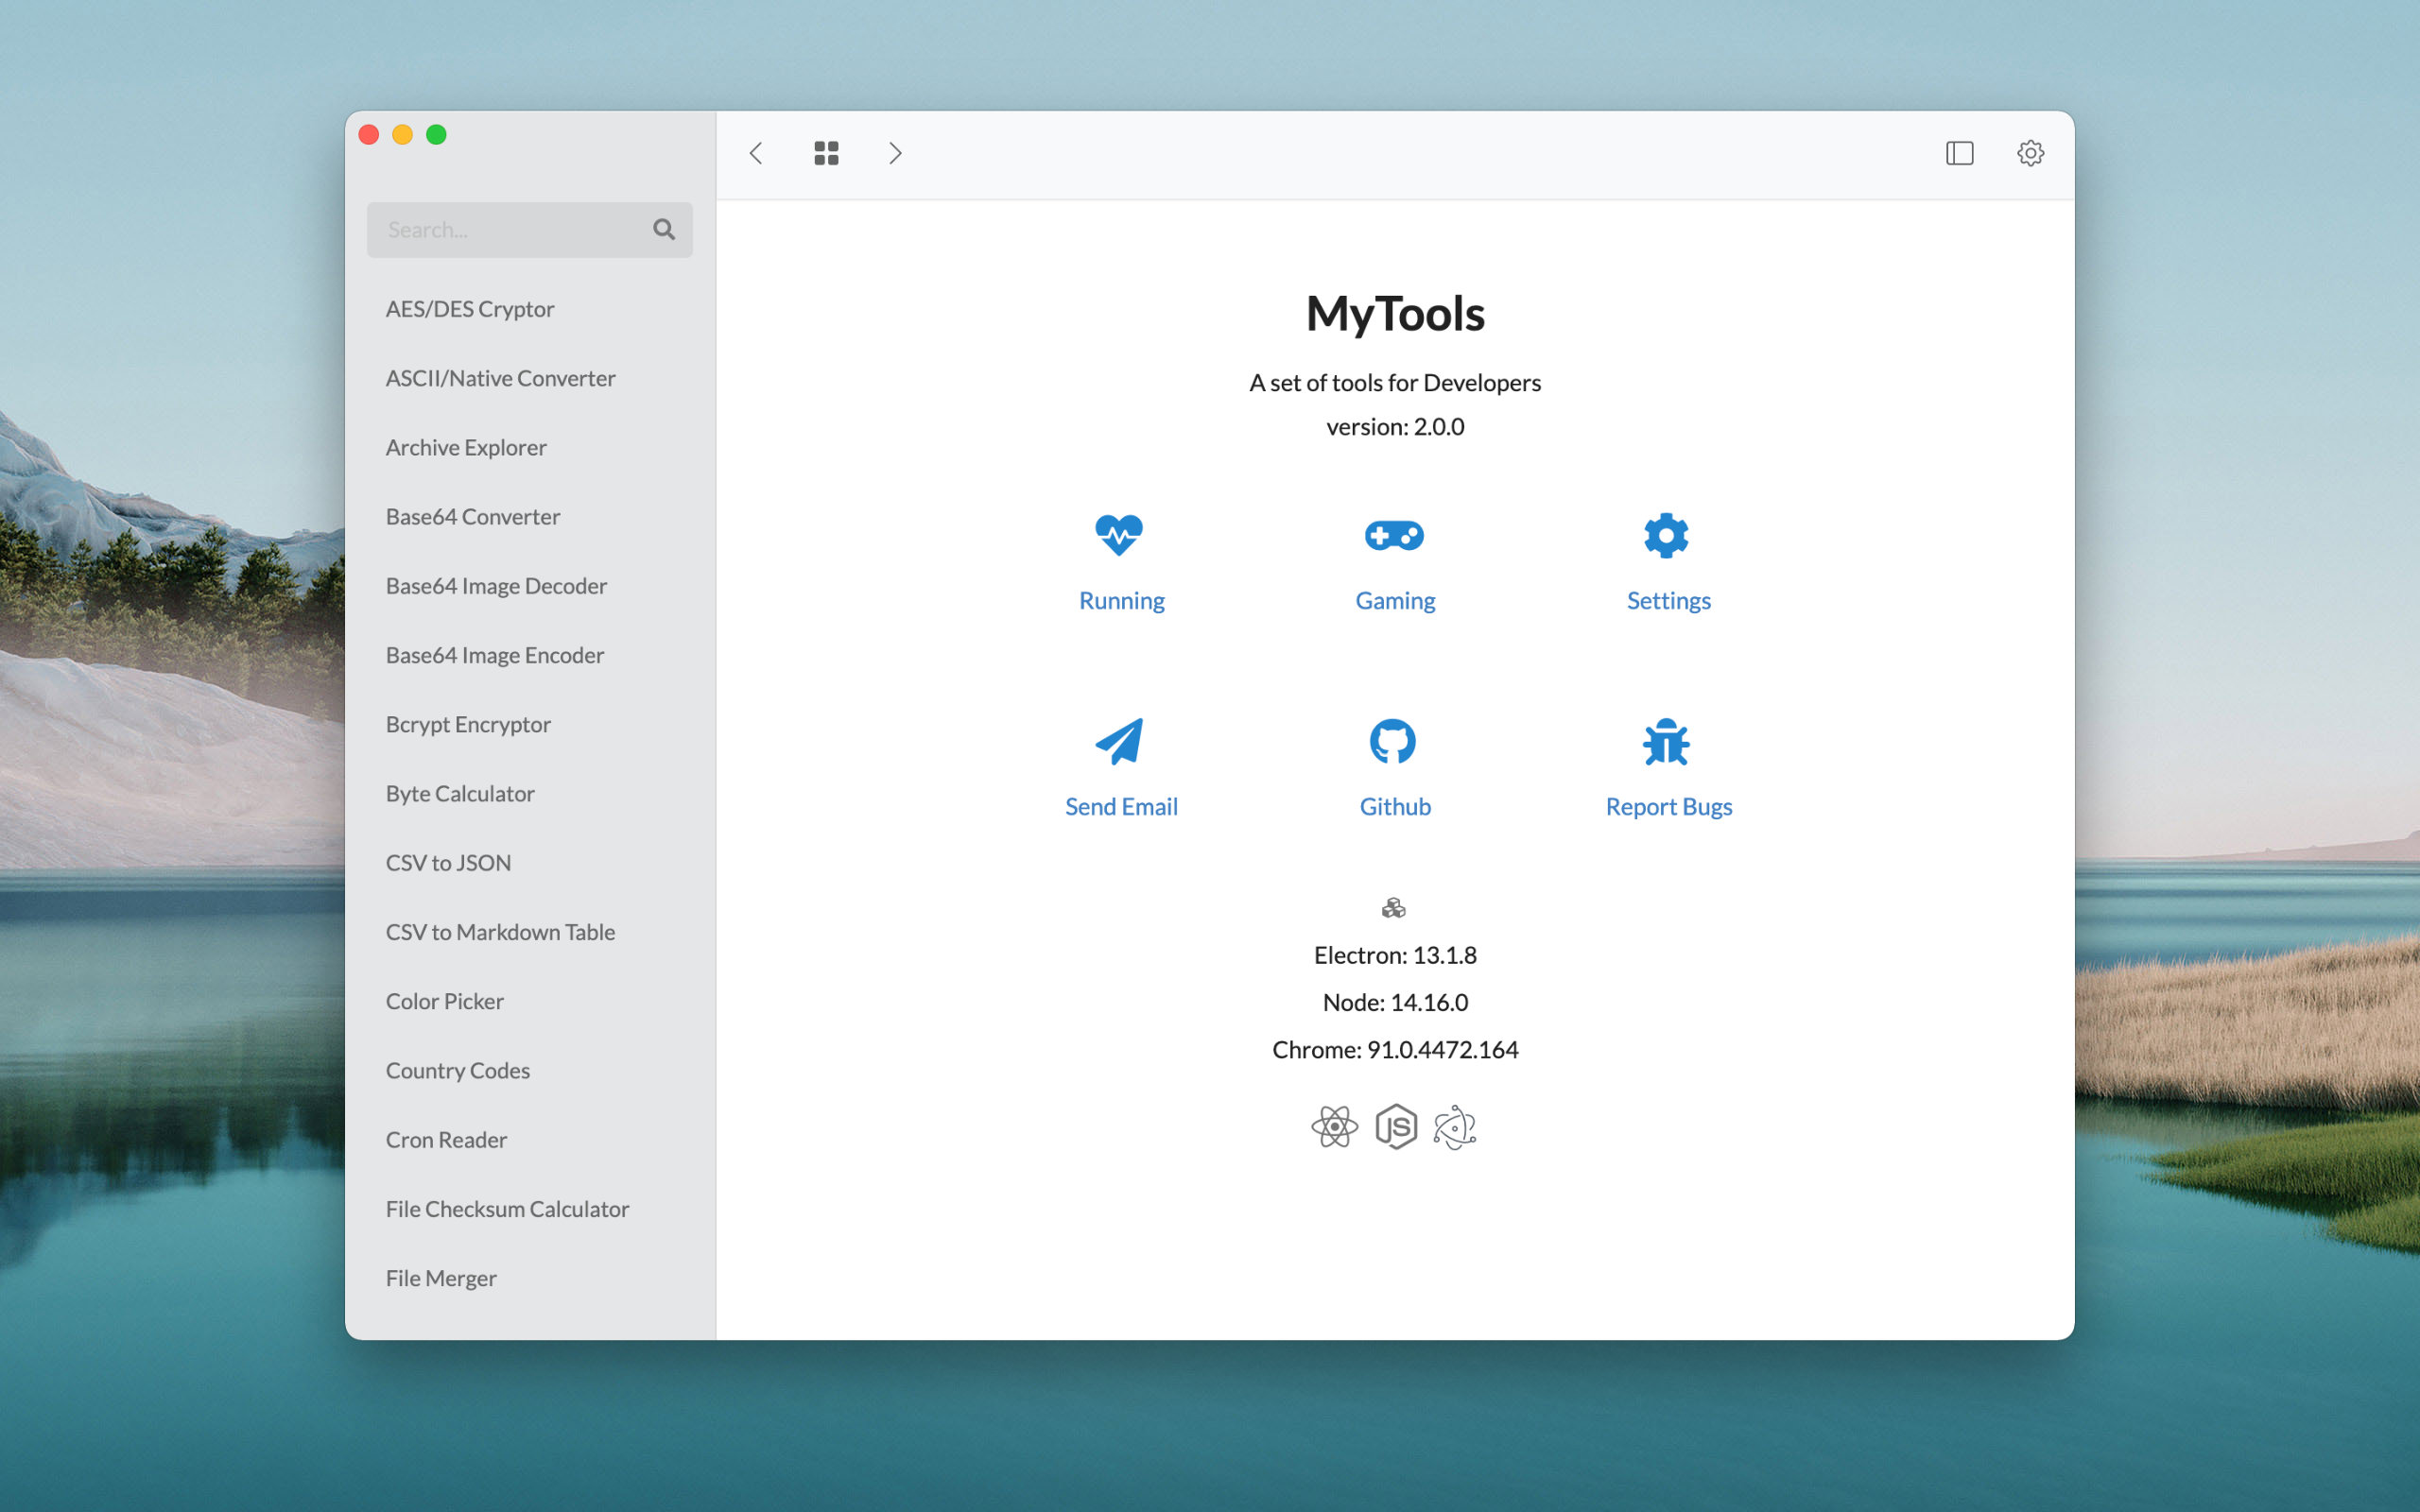 Search...
AES/DES Cryptor
ASCII/Native Converter
Archive Explorer
Base64 Converter
Base64 Image Decoder
Base64 Image Encoder
Bcrypt Encryptor
Byte Calculator
CSV to JSON
CSV to Markdown Table
Color Picker
Country Codes
Cron Reader
File Checksum Calculator
File Merger
MyTools
A set of tools for Developers
version: 2.0.0
Running
Gaming
Settings
Send Email
Github
Report Bugs
Electron: 13.1.8
Node: 14.16.0
Chrome: 91.0.4472.164
JS